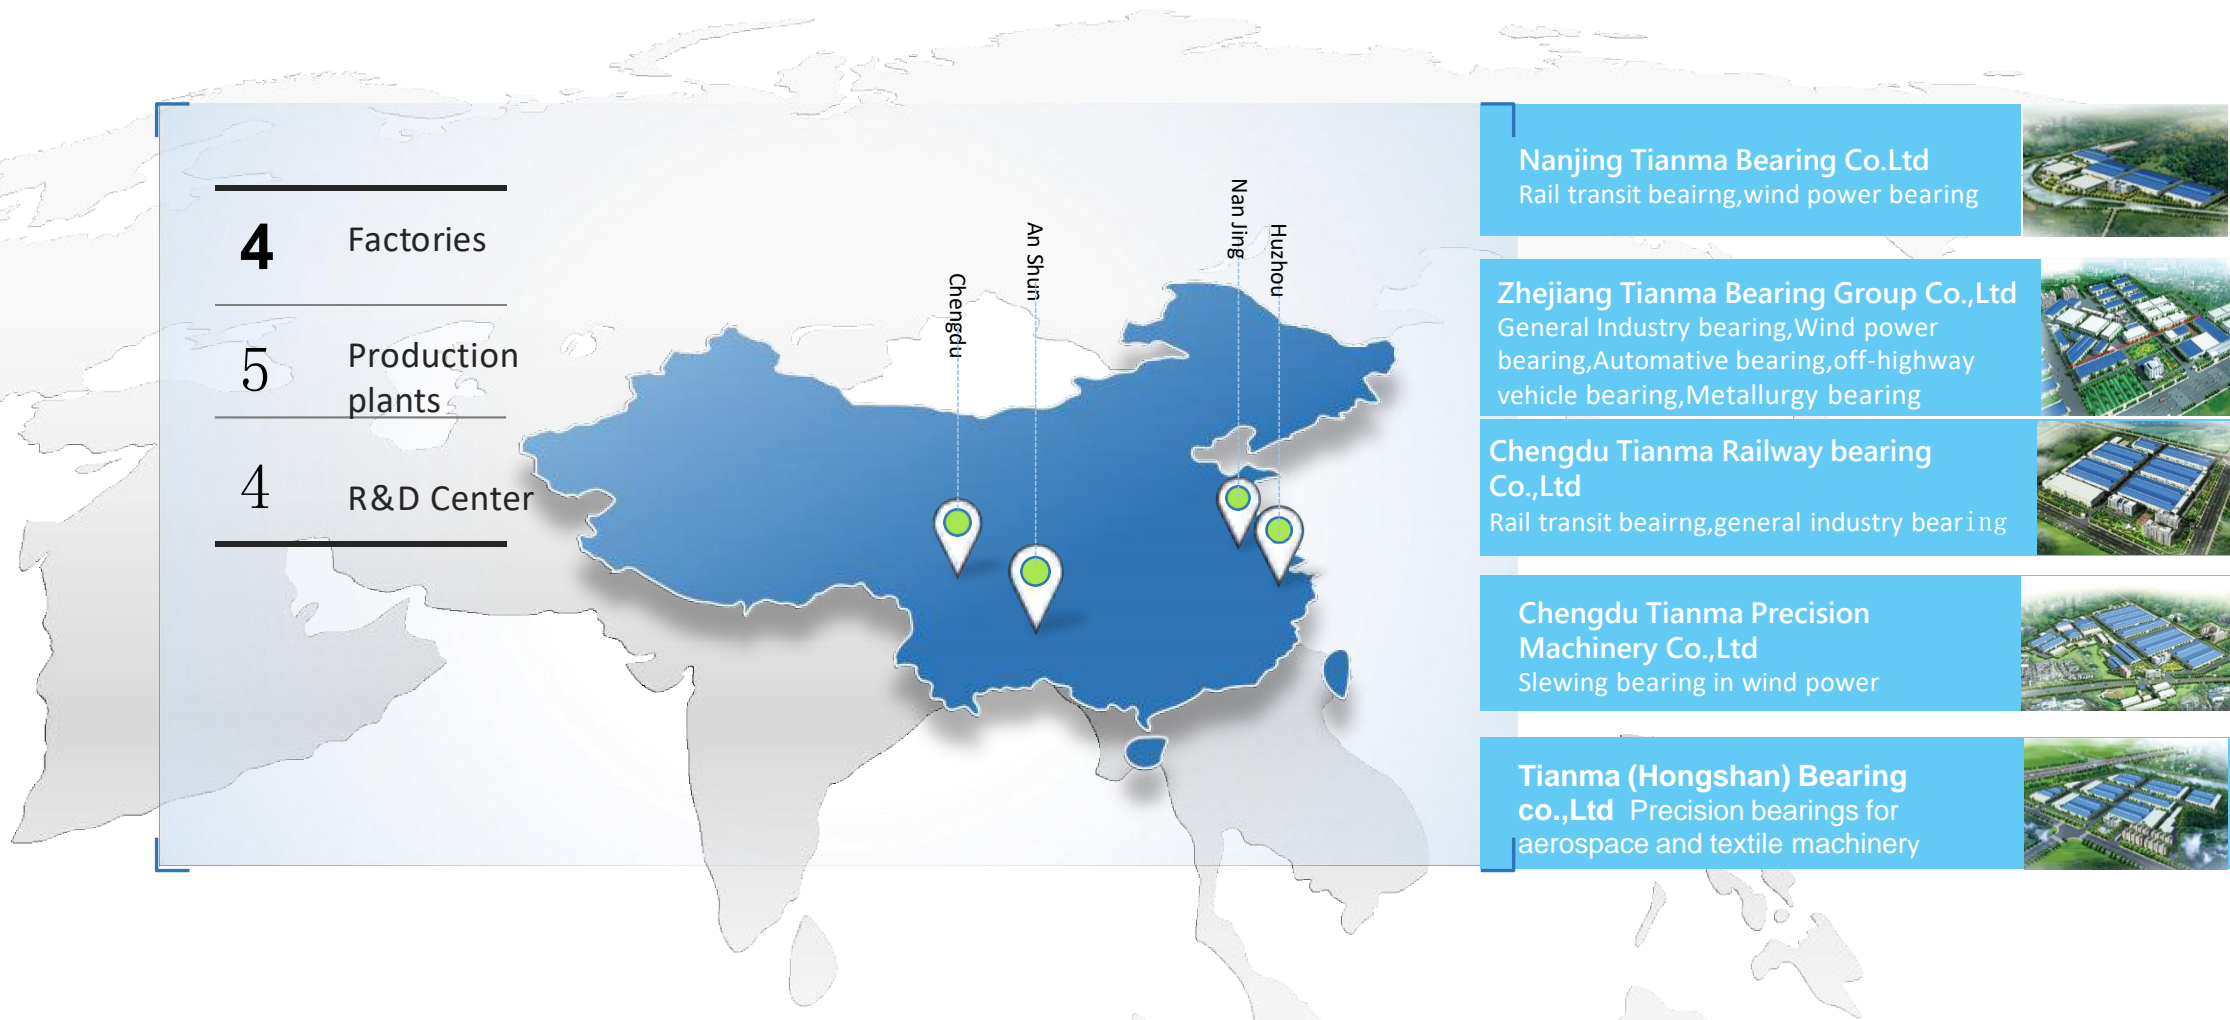 4 Factories
5 Production
plants
4 R&D Center
Chengdu
An Shun
Nan Jing
Huzhou
Nanjing Tianma Bearing Co.Ltd
Rail transit beairng,wind power bearing
Zhejiang Tianma Bearing Group Co.,Ltd
General Industry bearing,Wind power
bearing,Automative bearing,off-highway
vehicle bearing,Metallurgy bearing
Chengdu Tianma Railway bearing
Co.,Ltd
Rail transit beairng,general industry bearing
Chengdu Tianma Precision
Machinery Co.,Ltd
Slewing bearing in wind power
Tianma (Hongshan) Bearing
co.,Ltd Precision bearings for
aerospace and textile machinery